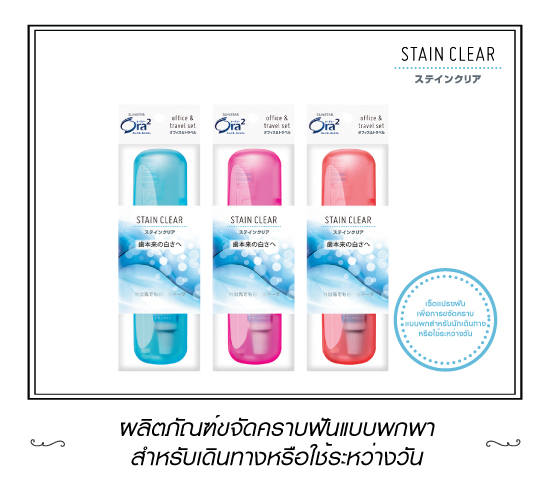 STAIN CLEAR
ステインクリア
SUNSTAR
Ora²
office &
travel set
オフィス&トラベル
STAIN CLEAR
ステインクリア
歯本来の白さへ
SUNSTAR
Ora²
office &
travel set
オフィス&トラベル
STAIN CLEAR
ステインクリア
歯本来の白さへ
SUNSTAR
Ora²
office &
travel set
オフィス&トラベル
STAIN CLEAR
ステインクリア
歯本来の白さへ
เซ็ตแปรงฟัน
เพื่อการขจัดคราบ
แบบพกสำหรับนักเดินทาง
หรือใช้ระหว่างวัน
ผลิตภัณฑ์ขจัดคราบฟันแบบพกพา
สำหรับเดินทางหรือใช้ระหว่างวัน